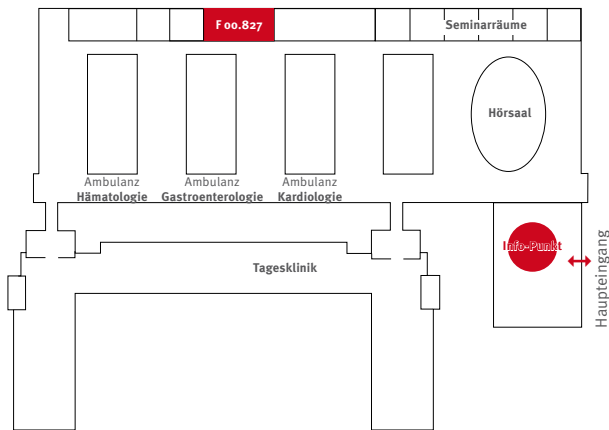 F 00.827
Seminarräume
Hörsaal
Ambulanz
Hämatologie
Ambulanz
Gastroenterologie
Ambulanz
Kardiologie
Info-Punkt
Haupteingang
Tagesklinik